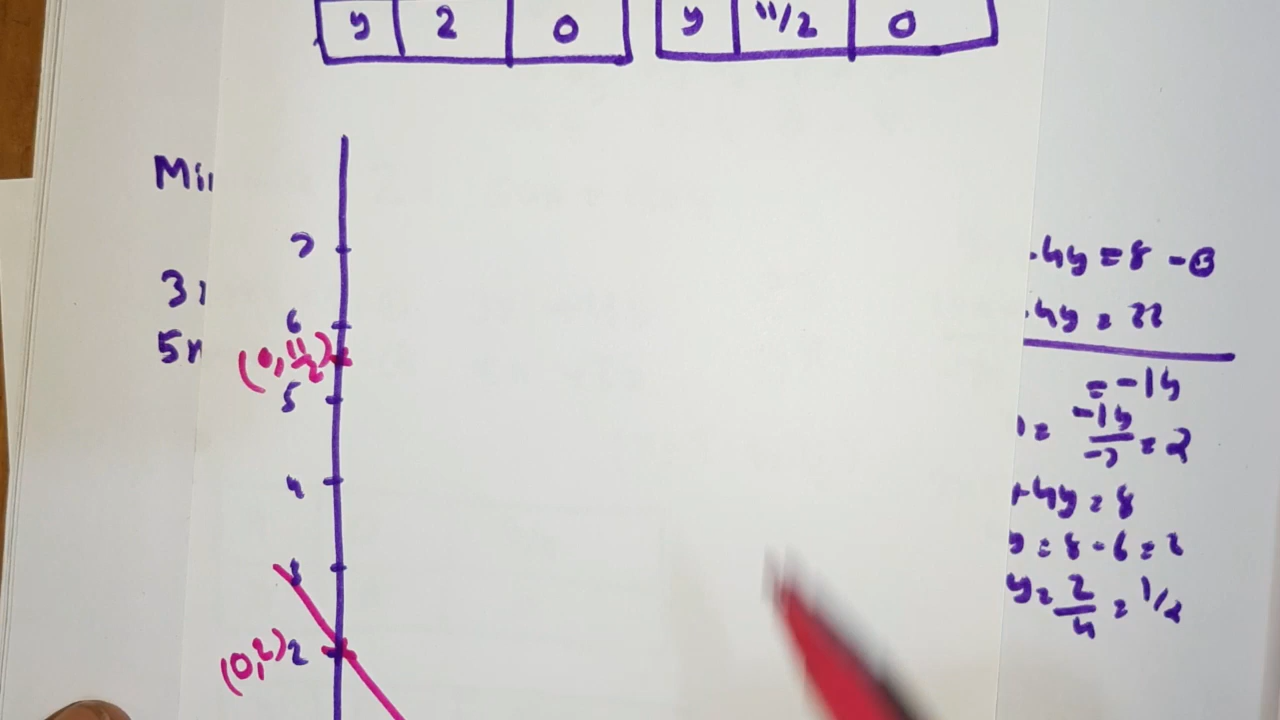 y 2 0
y 11/2 0
Mi
7
6
(0, 11/2)
5
4
3
(0,2) 2
3
5
4y = 8 - ①
4y = 22
= -14
= -14/-7 = 2
+4y = 8
y = 8 - 6 = 2
y = 2/4 = 1/2